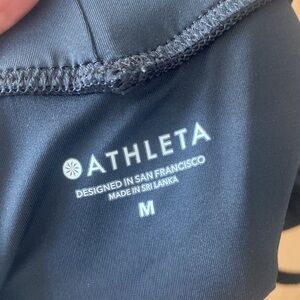 ATHLETA
DESIGNED IN SAN FRANCISCO
MADE IN SRI LANKA
M